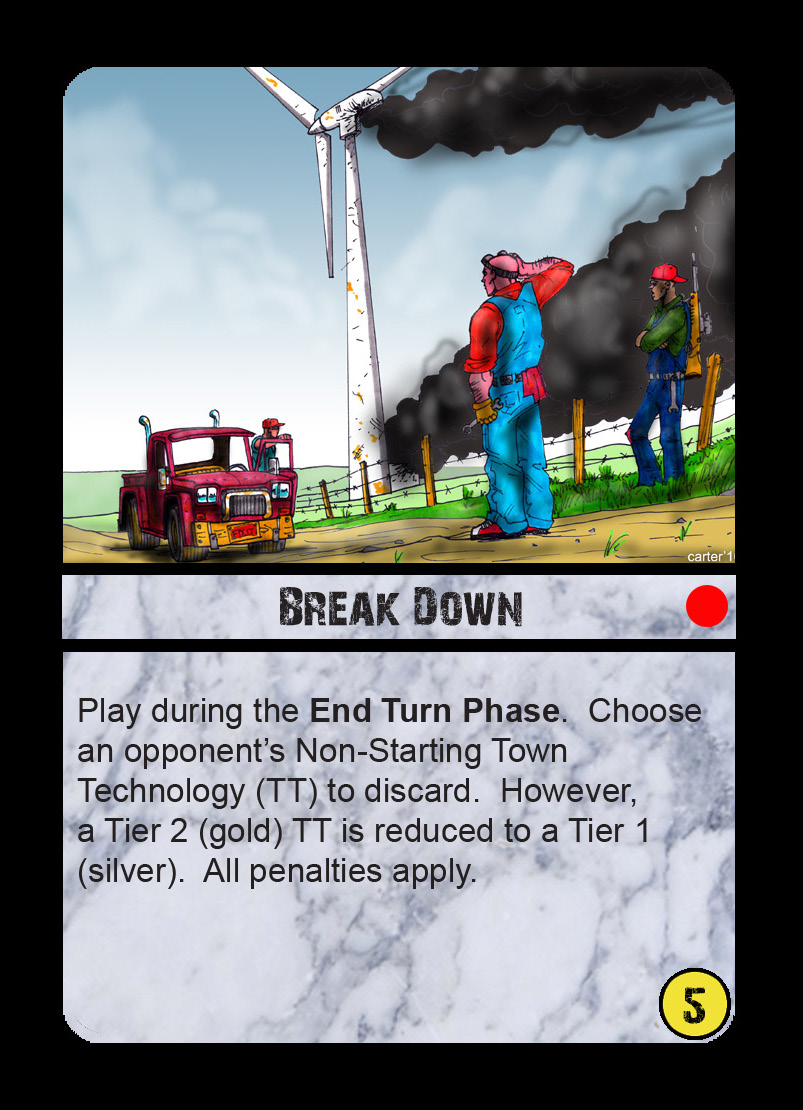 carter'1
BREAK DOWN
Play during the End Turn Phase.  Choose
an opponent’s Non-Starting Town
Technology (TT) to discard.  However,
a Tier 2 (gold) TT is reduced to a Tier 1
(silver).  All penalties apply.
5